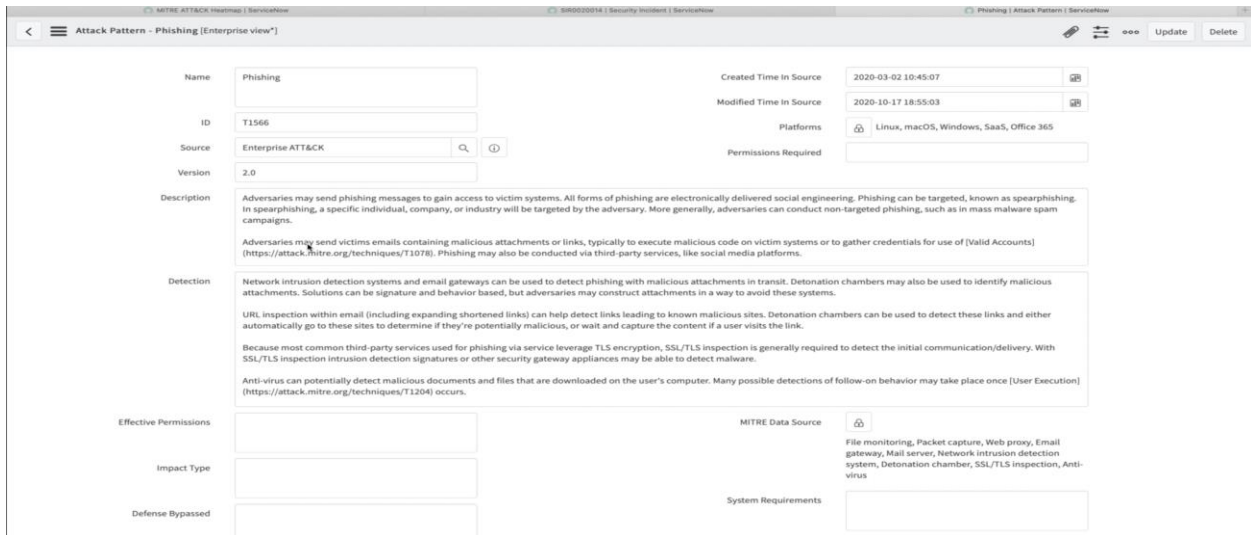 MITRE ATT&CK Heatmap | ServiceNow
SIR0020014 | Security Incident | ServiceNow
Phishing | Attack Pattern | ServiceNow
Attack Pattern - Phishing [Enterprise view*]
Update
Delete
Name
Phishing
ID
T1566
Source
Enterprise ATT&CK
Version
2.0
Created Time In Source
2020-03-02 10:45:07
Modified Time In Source
2020-10-17 18:55:03
Platforms
Linux, macOS, Windows, SaaS, Office 365
Permissions Required
Description
Adversaries may send phishing messages to gain access to victim systems. All forms of phishing are electronically delivered social engineering. Phishing can be targeted, known as spearphishing.
In spearphishing, a specific individual, company, or industry will be targeted by the adversary. More generally, adversaries can conduct non-targeted phishing, such as in mass malware spam
campaigns.
Adversaries may send victims emails containing malicious attachments or links, typically to execute malicious code on victim systems or to gather credentials for use of [Valid Accounts]
(https://attack.mitre.org/techniques/T1078). Phishing may also be conducted via third-party services, like social media platforms.
Detection
Network intrusion detection systems and email gateways can be used to detect phishing with malicious attachments in transit. Detonation chambers may also be used to identify malicious
attachments. Solutions can be signature and behavior based, but adversaries may construct attachments in a way to avoid these systems.
URL inspection within email (including expanding shortened links) can help detect links leading to known malicious sites. Detonation chambers can be used to detect these links and either
automatically go to these sites to determine if they're potentially malicious, or wait and capture the content if a user visits the link.
Because most common third-party services used for phishing via service leverage TLS encryption, SSL/TLS inspection is generally required to detect the initial communication/delivery. With
SSL/TLS inspection intrusion detection signatures or other security gateway appliances may be able to detect malware.
Anti-virus can potentially detect malicious documents and files that are downloaded on the user's computer. Many possible detections of follow-on behavior may take place once [User Execution]
(https://attack.mitre.org/techniques/T1204) occurs.
Effective Permissions
Impact Type
Defense Bypassed
MITRE Data Source
File monitoring, Packet capture, Web proxy, Email
gateway, Mail server, Network intrusion detection
system, Detonation chamber, SSL/TLS inspection, Anti-
virus
System Requirements